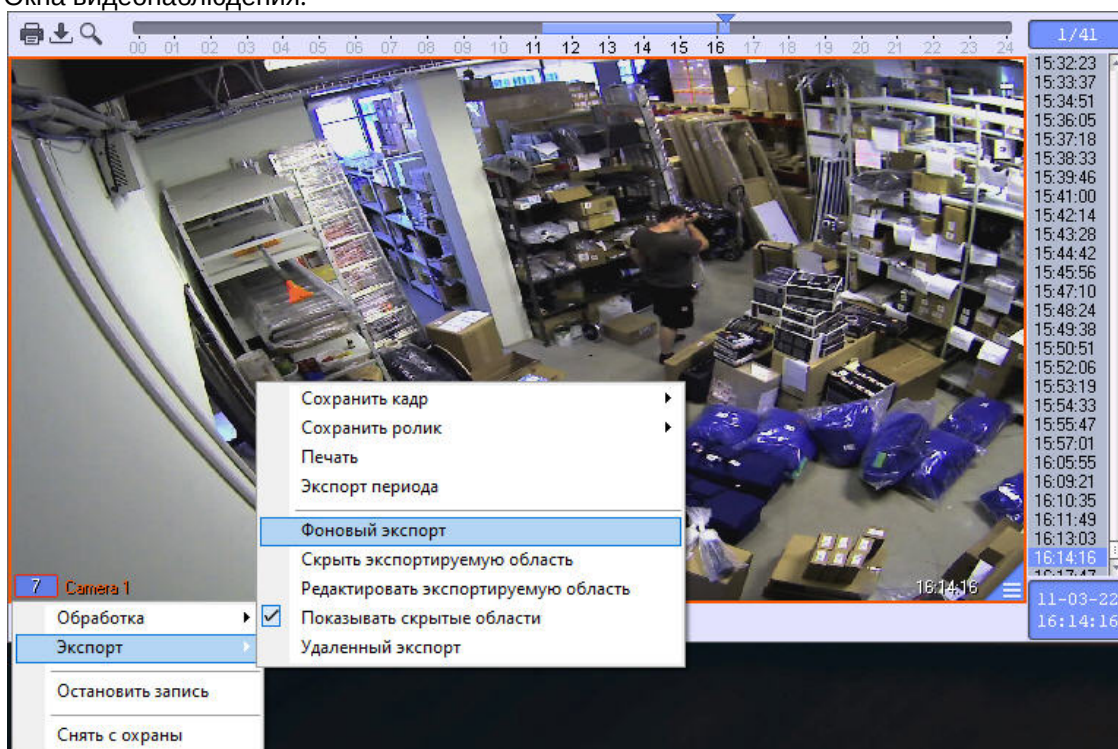 Окна видеонаблюдения.
00 01 02 03 04 05 06 07 08 09 10 11 12 13 14 15 16 17 18 19 20 21 22 23 24
1/41
15:32:23
15:33:37
15:34:51
15:36:05
15:37:18
15:38:33
15:39:46
15:41:00
15:42:14
15:43:28
15:44:42
15:45:56
15:47:10
15:48:24
15:49:38
15:50:51
15:52:06
15:53:19
15:54:33
15:55:47
15:57:01
16:05:55
16:09:21
16:10:35
16:11:49
16:13:03
16:14:16
16:17:47
11-03-22
16:14:16
Сохранить кадр
Сохранить ролик
Печать
Экспорт периода
Фоновый экспорт
Скрыть экспортируемую область
Редактировать экспортируемую область
Показывать скрытые области
Удаленный экспорт
7 Camera 1
16:14:16
Обработка
Экспорт
Остановить запись
Снять с охраны